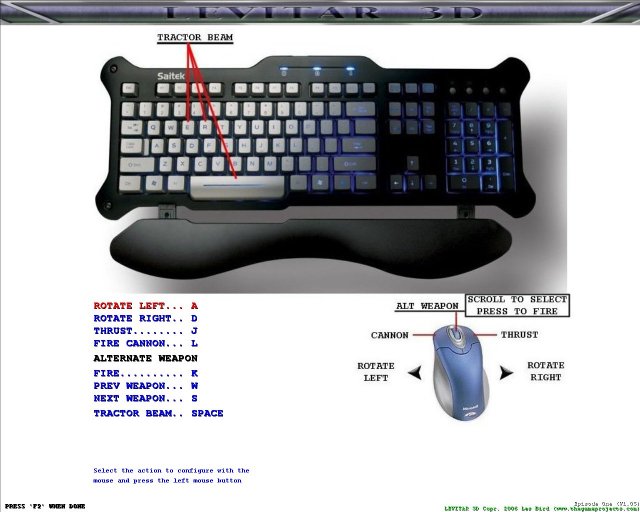 LEVITAR 3D
TRACTOR BEAM
Saitek
ROTATE LEFT... A
ROTATE RIGHT.. D
THRUST........ J
FIRE CANNON... L
ALTERNATE WEAPON
FIRE.......... K
PREV WEAPON... W
NEXT WEAPON... S
TRACTOR BEAM.. SPACE
ALT WEAPON
SCROLL TO SELECT
PRESS TO FIRE
CANNON
THRUST
ROTATE
LEFT
ROTATE
RIGHT
Select the action to configure with the
mouse and press the left mouse button
PRESS 'F2' WHEN DONE
Episode One (V1.05)
LEVITAR 3D Copr. 2006 Les Bird (www.thegameprojects.com)